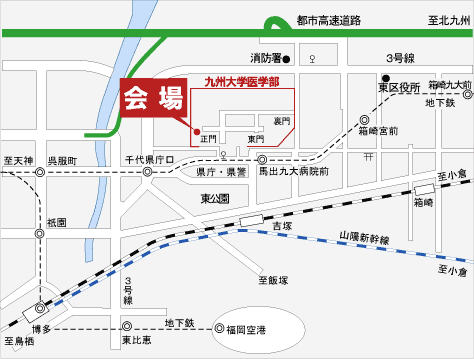 都市高速道路
至北九州
消防署
3号線
九州大学医学部
東区役所
箱崎九大前
地下鉄
会場
裏門
正門
東門
箱崎宮前
至天神
呉服町
千代県庁口
県庁・県警
馬出九大病院前
至小倉
東公園
箱崎
祇園
吉塚
山陽新幹線
至小倉
3号線
至飯塚
博多
地下鉄
福岡空港
至鳥栖
東比恵